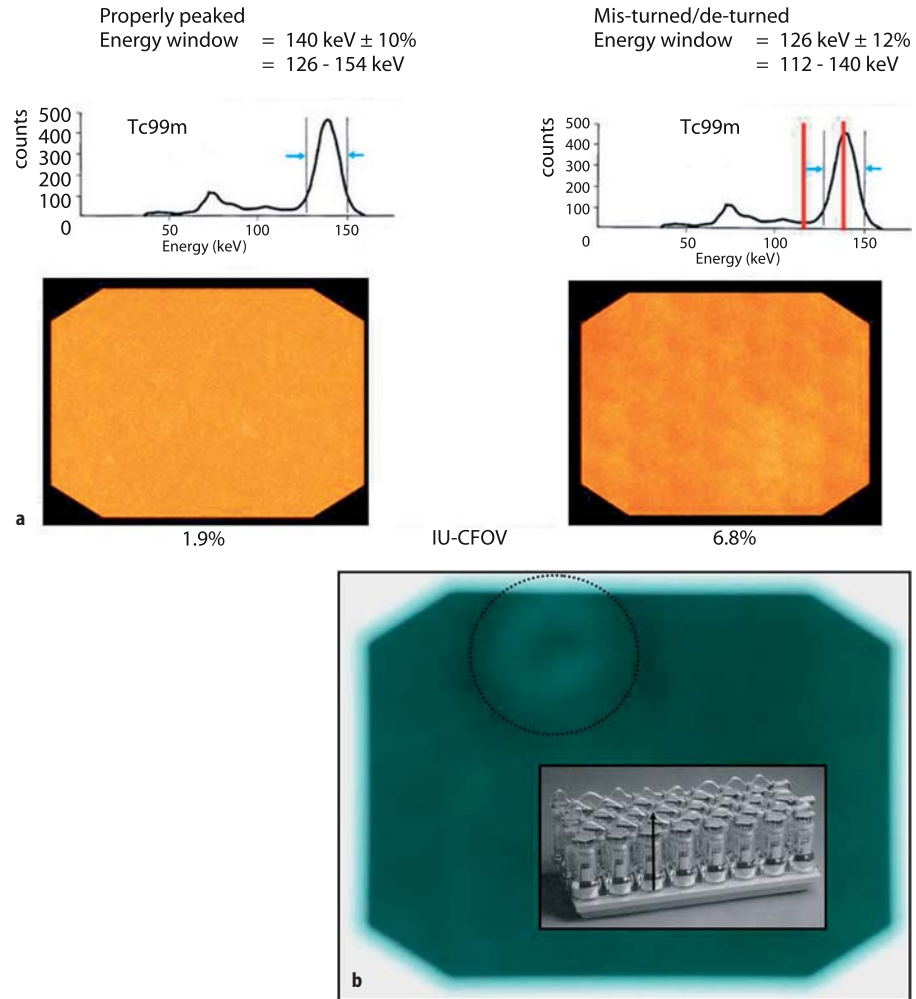 Properly peaked
Energy window = 140 keV ± 10%
= 126 - 154 keV
Mis-turned/de-turned
Energy window = 126 keV ± 12%
= 112 - 140 keV
counts
500
400
300
200
100
0
Tc99m
50 100 150
Energy (keV)
counts
500
400
300
200
100
0
Tc99m
50 100 150
Energy (keV)
a
1.9% IU-CFOV 6.8%
b